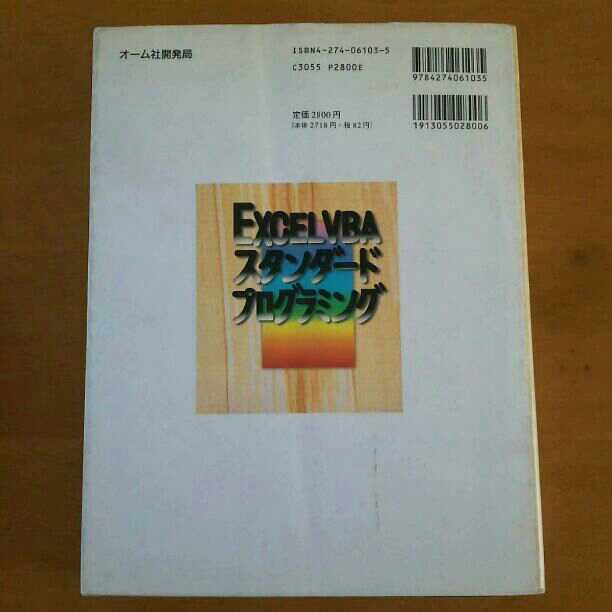 オーム社開発局
ISBN4-274-06103-5
C3055 P2800E
9784274061035
定価2800円
(本体2718円・税82円)
1913055028006
EXCELVBA
スタンダード
プログラミング